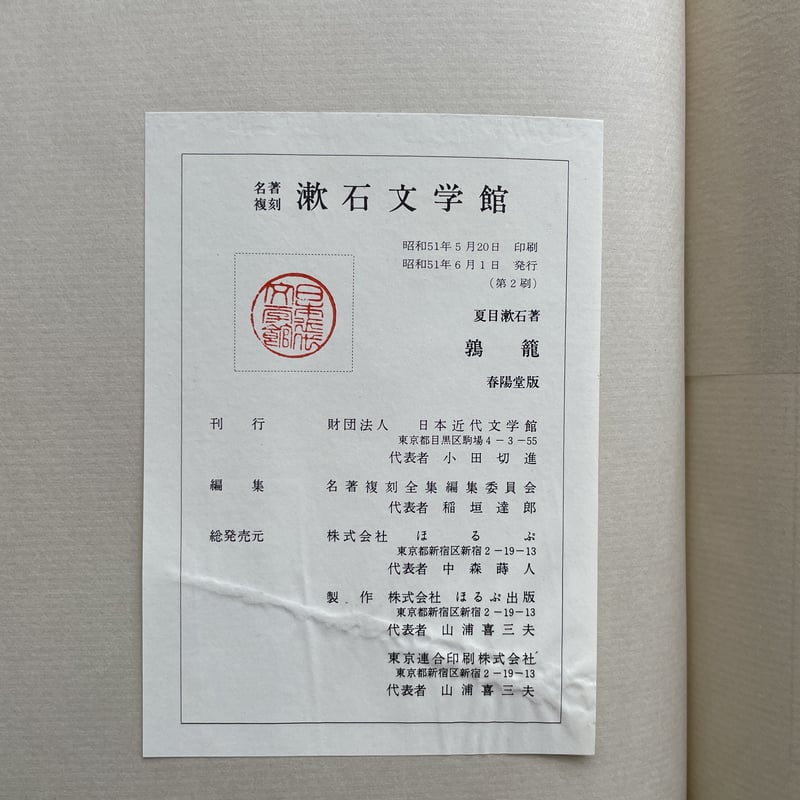 名著複刻 漱石文学館
昭和51年5月20日 印刷
昭和51年6月1日 発行
(第2刷)
日本近代文学館
夏目漱石著
鶉籠
春陽堂版
刊行 財団法人 日本近代文学館
東京都目黒区駒場4-3-55
代表者 小田切進
編集 名著複刻全集編集委員会
代表者 稲垣達郎
総発売元 株式会社 ほるぷ
東京都新宿区新宿2-19-13
代表者 中森蒔人
製作 株式会社 ほるぷ出版
東京都新宿区新宿2-19-13
代表者 山浦喜三夫
東京連合印刷株式会社
東京都新宿区新宿2-19-13
代表者 山浦喜三夫